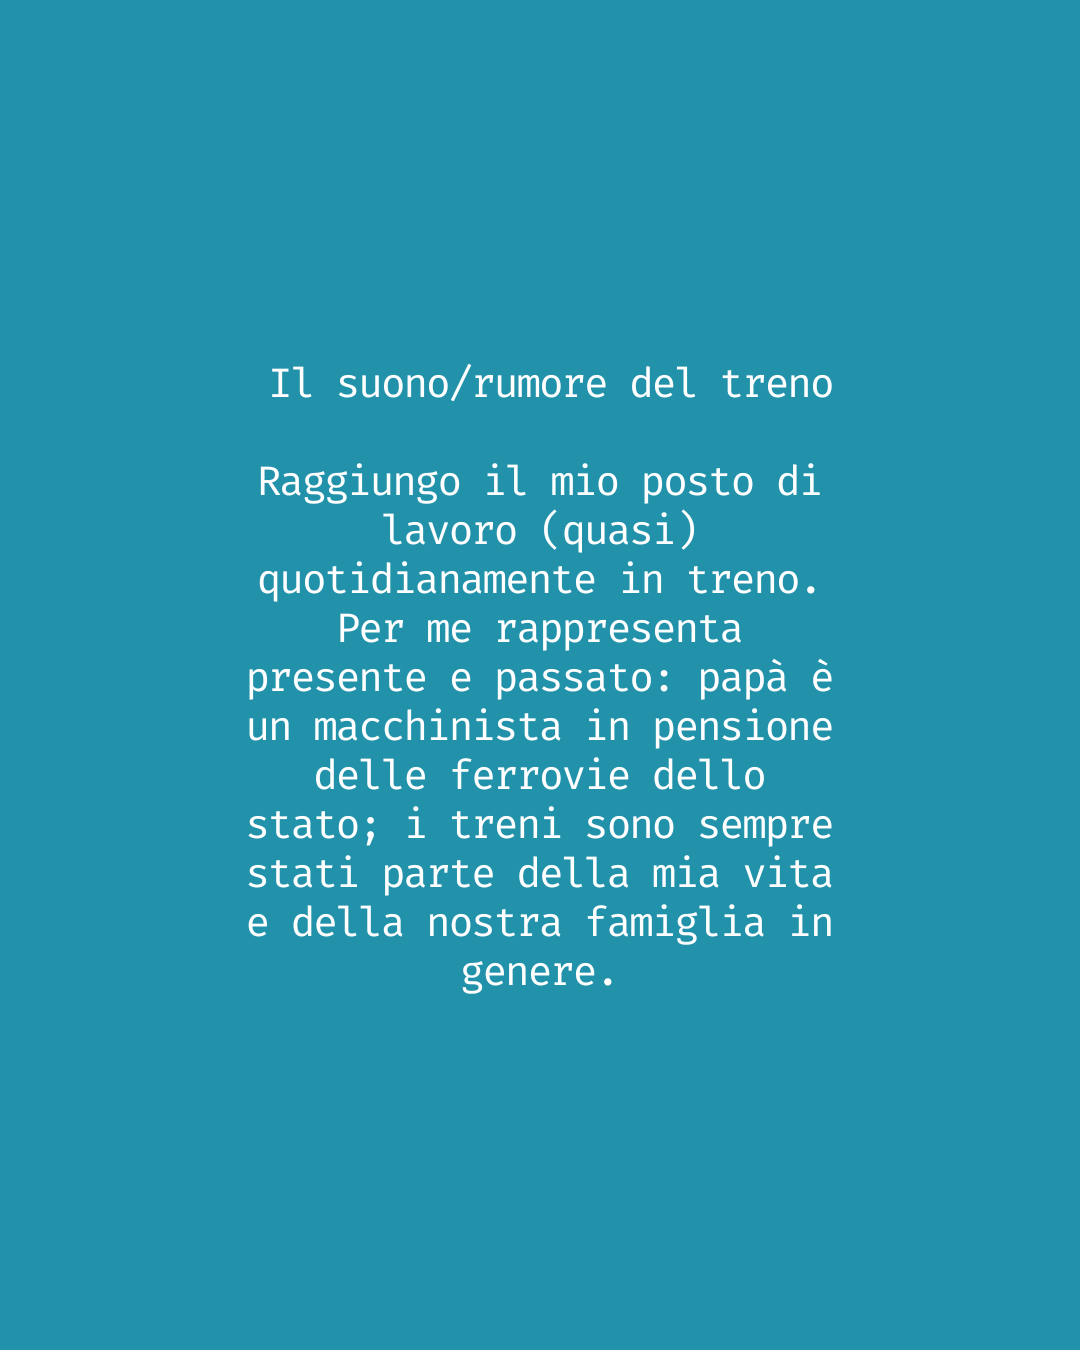 Il suono/rumore del treno
Raggiungo il mio posto di
lavoro (quasi)
quotidianamente in treno.
Per me rappresenta
presente e passato: papà è
un macchinista in pensione
delle ferrovie dello
stato; i treni sono sempre
stati parte della mia vita
e della nostra famiglia in
genere.